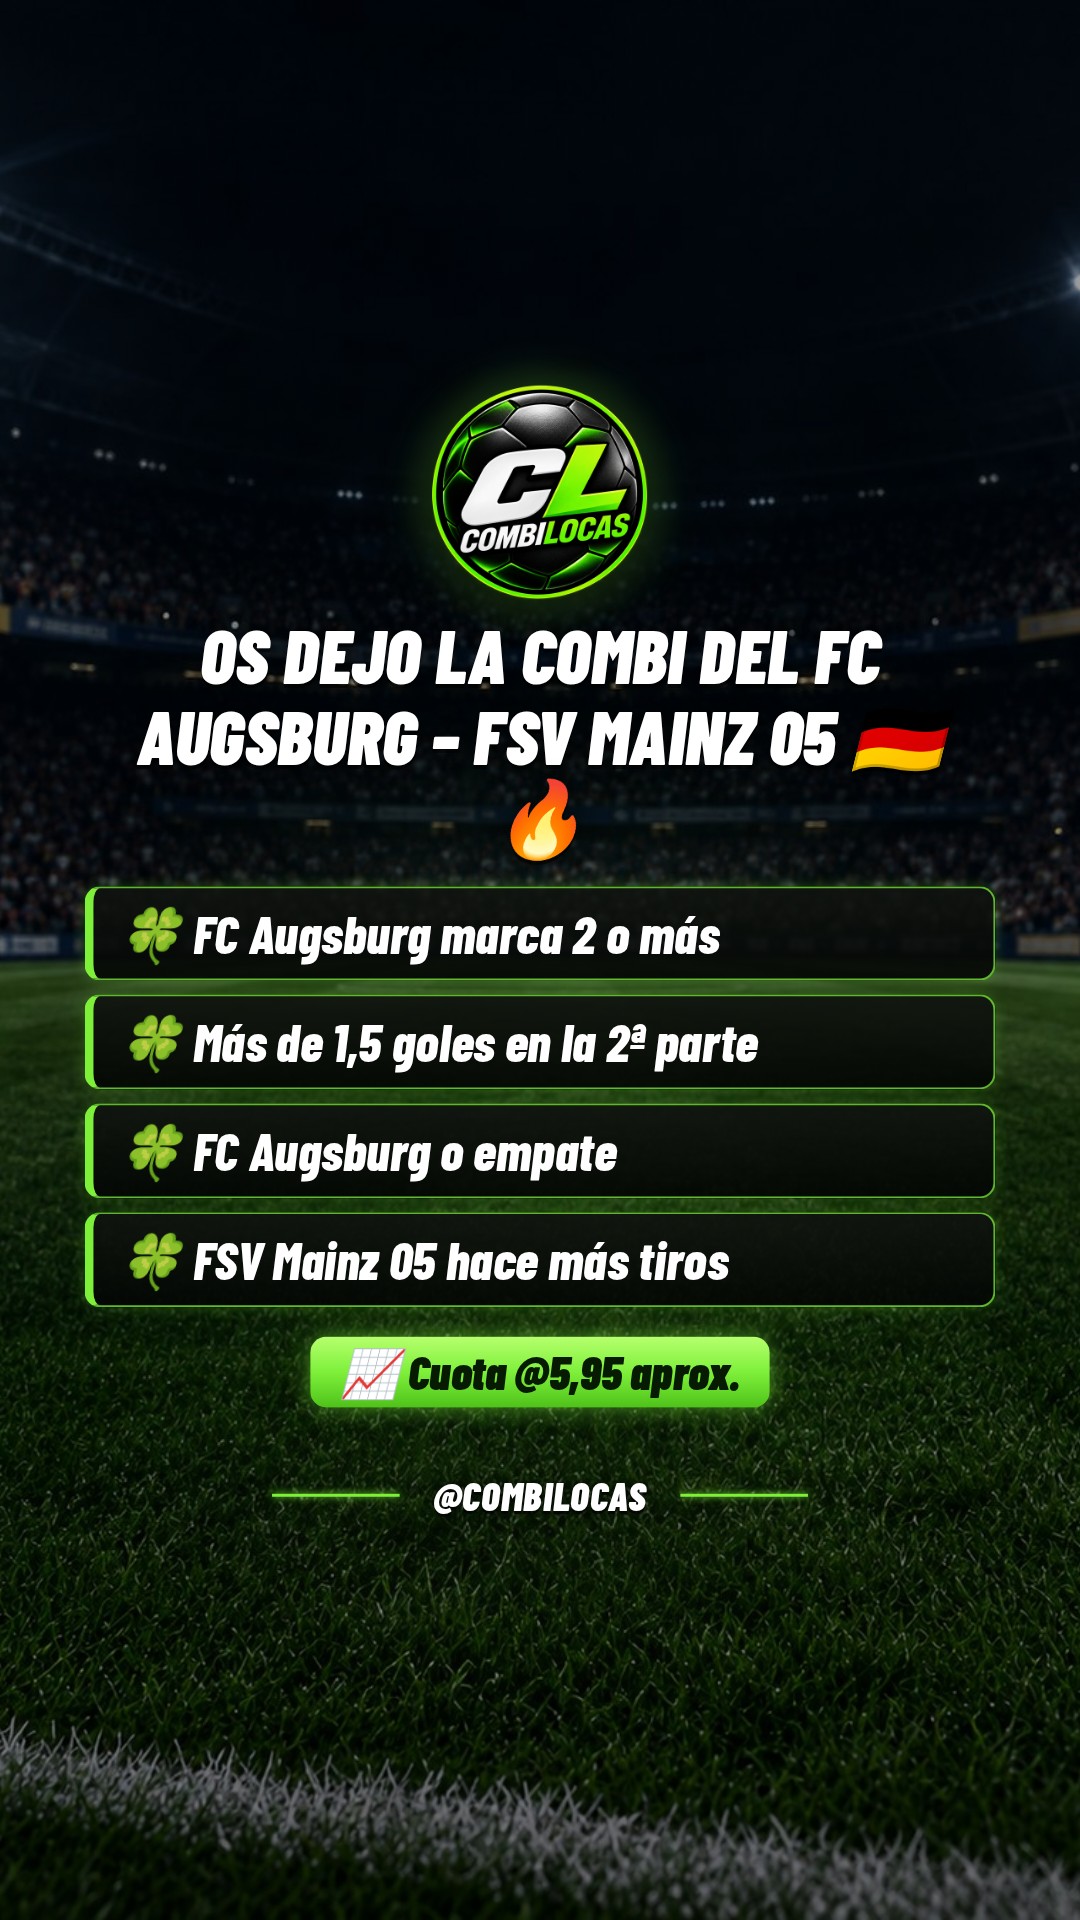 CL
COMBILOCAS
OS DEJO LA COMBI DEL FC
AUGSBURG - FSV MAINZ 05 🇩🇪
🔥
🍀 FC Augsburg marca 2 o más
🍀 Más de 1,5 goles en la 2ª parte
🍀 FC Augsburg o empate
🍀 FSV Mainz 05 hace más tiros
📈 Cuota @5,95 aprox.
@COMBILOCAS